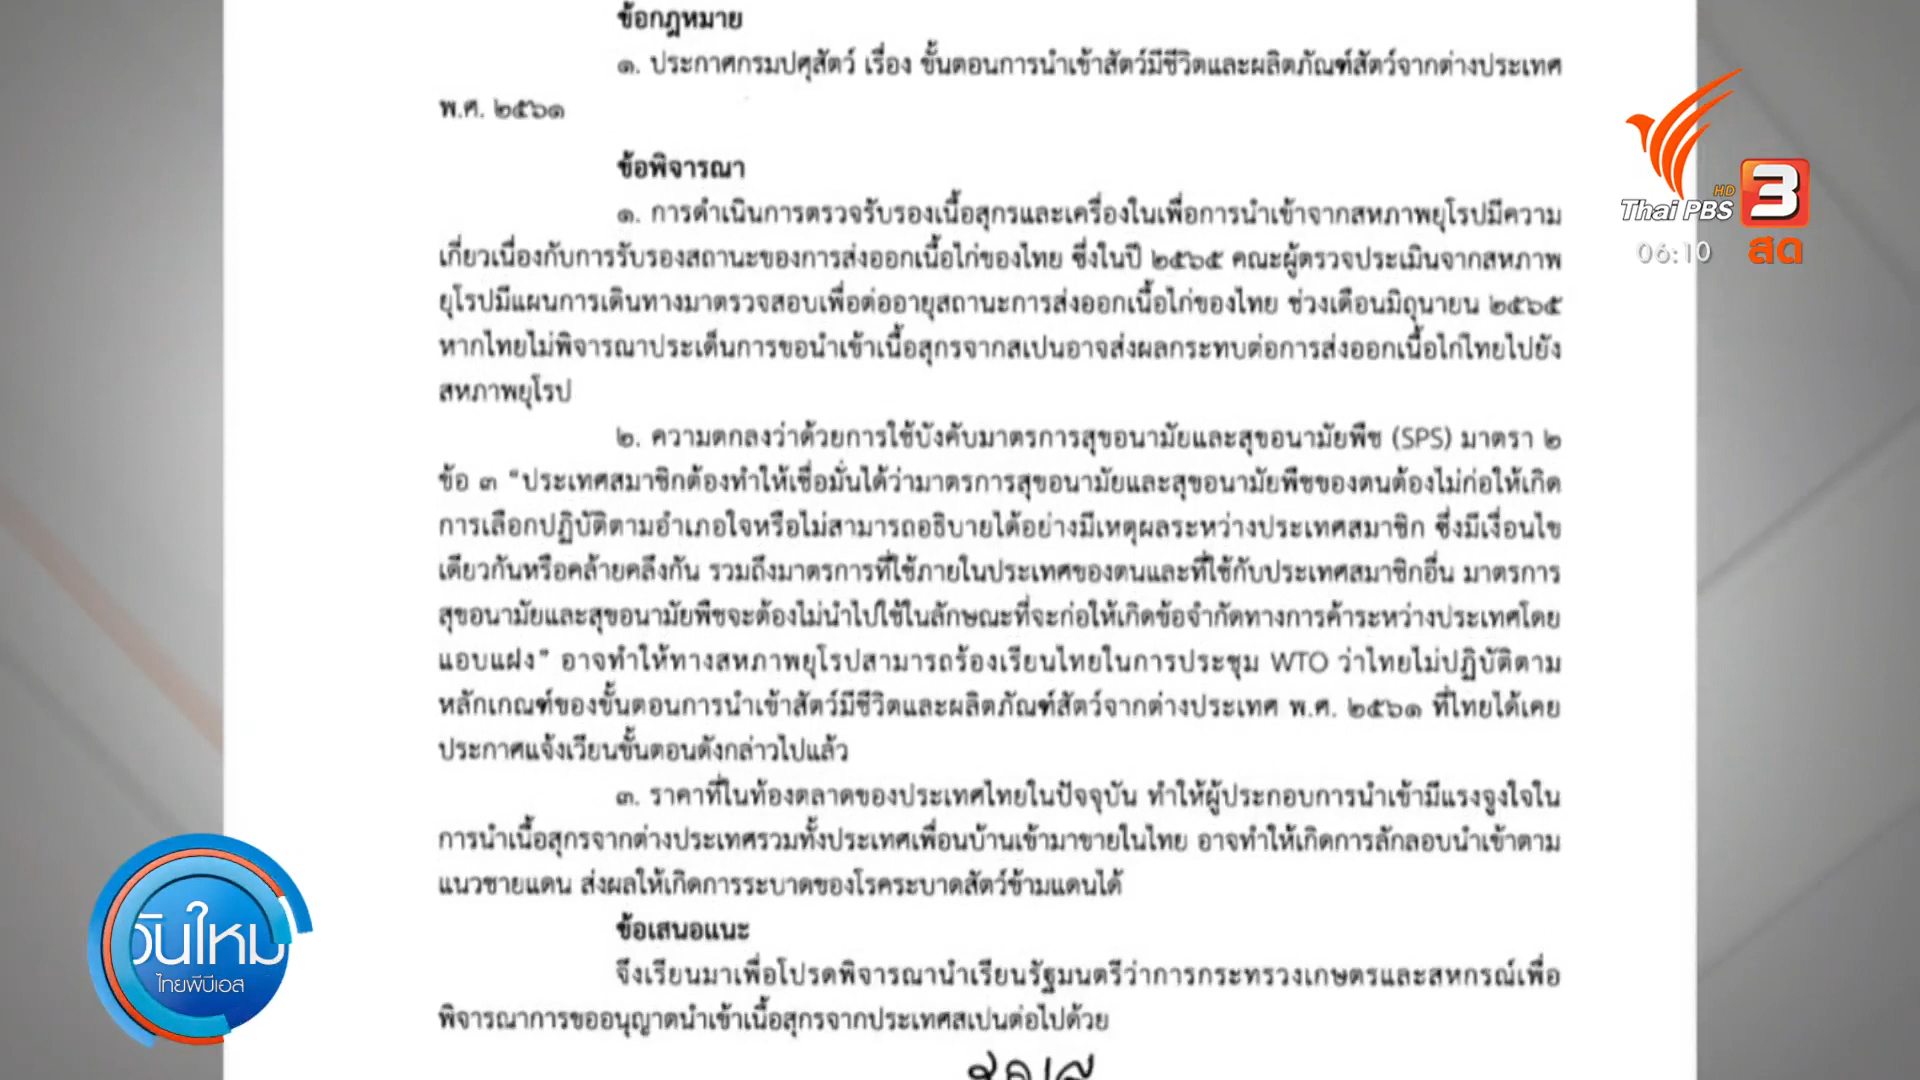 ข้อกฎหมาย
๑. ประกาศกรมปศุสัตว์ เรื่อง ขั้นตอนการนำเข้าสัตว์มีชีวิตและผลิตภัณฑ์สัตว์จากต่างประเทศ
พ.ศ. ๒๕๖๑
ข้อพิจารณา
๑. การดำเนินการตรวจรับรองเนื้อสุกรและเครื่องในเพื่อการนำเข้าจากสหภาพยุโรปมีความ
เกี่ยวเนื่องกับการรับรองสถานะของการส่งออกเนื้อไก่ของไทย ซึ่งในปี ๒๕๖๕ คณะผู้ตรวจประเมินจากสหภาพ
ยุโรปมีแผนการเดินทางมาตรวจสอบเพื่อต่ออายุสถานะการส่งออกเนื้อไก่ของไทย ช่วงเดือนมิถุนายน ๒๕๖๕
หากไทยไม่พิจารณาประเด็นการขอนำเข้าเนื้อสุกรจากสเปนอาจส่งผลกระทบต่อการส่งออกเนื้อไก่ไทยไปยัง
สหภาพยุโรป
๒. ความตกลงว่าด้วยการใช้บังคับมาตรการสุขอนามัยและสุขอนามัยพืช (SPS) มาตรา ๒
ข้อ ๓ “ประเทศสมาชิกต้องทำให้เชื่อมั่นได้ว่ามาตรการสุขอนามัยและสุขอนามัยพืชของตนต้องไม่ก่อให้เกิด
การเลือกปฏิบัติตามอำเภอใจหรือไม่สามารถอธิบายได้อย่างมีเหตุผลระหว่างประเทศสมาชิก ซึ่งมีเงื่อนไข
เดียวกันหรือคล้ายคลึงกัน รวมถึงมาตรการที่ใช้ภายในประเทศของตนและที่ใช้กับประเทศสมาชิกอื่น มาตรการ
สุขอนามัยและสุขอนามัยพืชจะต้องไม่นำไปใช้ในลักษณะที่จะก่อให้เกิดข้อจำกัดทางการค้าระหว่างประเทศโดย
แอบแฝง” อาจทำให้ทางสหภาพยุโรปสามารถร้องเรียนไทยในการประชุม WTO ว่าไทยไม่ปฏิบัติตาม
หลักเกณฑ์ของขั้นตอนการนำเข้าสัตว์มีชีวิตและผลิตภัณฑ์สัตว์จากต่างประเทศ พ.ศ. ๒๕๖๑ ที่ไทยได้เคย
ประกาศแจ้งเวียนขั้นตอนดังกล่าวไปแล้ว
๓. ราคาที่ในท้องตลาดของประเทศไทยในปัจจุบัน ทำให้ผู้ประกอบการนำเข้ามีแรงจูงใจใน
การนำเนื้อสุกรจากต่างประเทศรวมทั้งประเทศเพื่อนบ้านเข้ามาขายในไทย อาจทำให้เกิดการลักลอบนำเข้าตาม
แนวชายแดน ส่งผลให้เกิดการระบาดของโรคระบาดสัตว์ข้ามแดนได้
ข้อเสนอแนะ
จึงเรียนมาเพื่อโปรดพิจารณานำเรียนรัฐมนตรีว่าการกระทรวงเกษตรและสหกรณ์เพื่อ
พิจารณาการขออนุญาตนำเข้าเนื้อสุกรจากประเทศสเปนต่อไปด้วย
Thai PBS HD 3
06:10 สด
วันใหม่
ไทยพีบีเอส